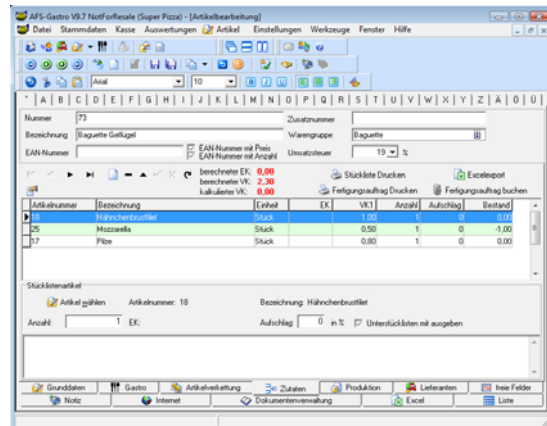 AFS-Gastro V9.7 NotForResale (Super Pizza) - [Artikelbearbeitung]
Datei Stammdaten Kasse Auswertungen Artikel Einstellungen Werkzeuge Fenster Hilfe
Arial 10 F K U
* A B C D E F G H I J K L M N O P Q R S T U V W X Y Z Ä Ö Ü
Nummer 73 Zusatznummer
Bezeichnung Baguette Geflügel Warengruppe Baguette
EAN-Nummer EAN-Nummer mit Preis Umsatzsteuer 19 %
EAN-Nummer mit Anzahl
berechneter EK: 0,00 Stückliste Drucken Excelexport
berechneter VK: 2,30
kalkulierter VK: 0,00 Fertigungsauftrag Drucken Fertigungsauftrag buchen
Artikelnummer Bezeichnung Einheit EK VK1 Anzahl Aufschlag Bestand
18 Hähnchenbrustfilet Stück 1,00 1 0 0,00
25 Mozzarella Stück 0,50 1 0 -1,00
17 Pilze Stück 0,80 1 0 0,00
Stücklistenartikel
Artikel wählen Artikelnummer: 18 Bezeichnung: Hähnchenbrustfilet
Anzahl: 1 EK: Aufschlag: 0 in % Unterstücklisten mit ausgeben
Grunddaten Gastro Artikelverkettung Zutaten Produktion Lieferanten freie Felder
Notiz Internet Dokumentenverwaltung Excel Liste